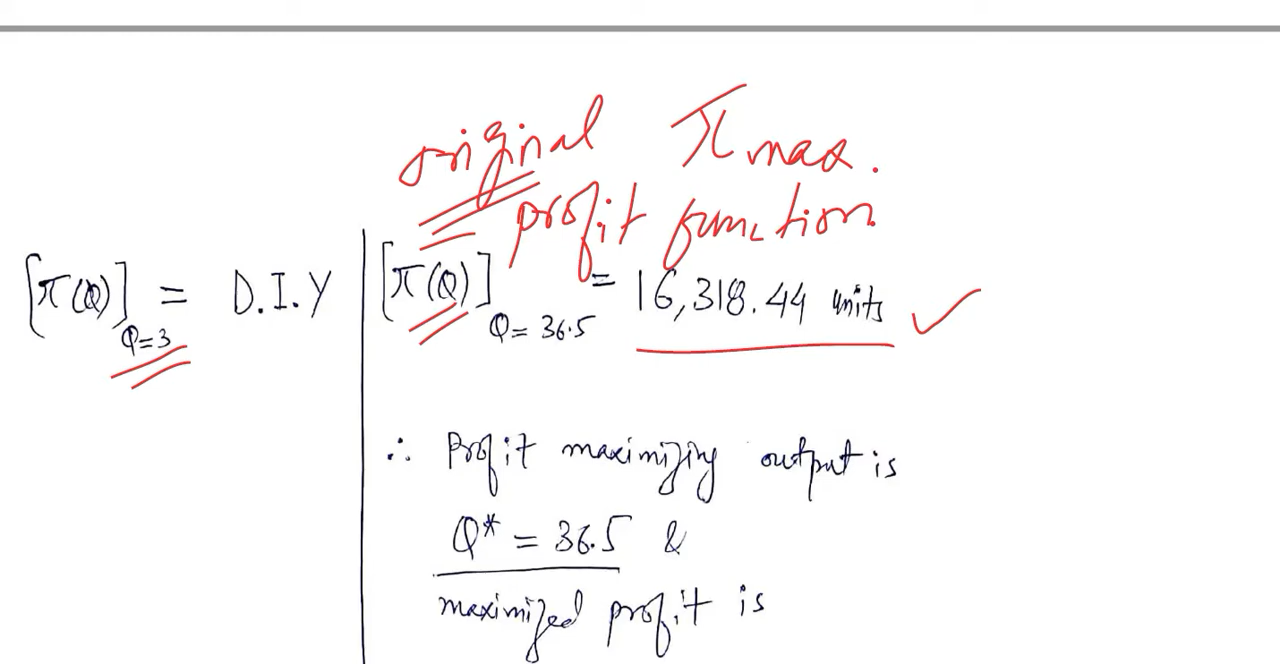 original π max.
profit function.
[π(Q)]Q=3 = D.I.Y
[π(Q)]Q=36.5 = 16,318.44 units
∴ Profit maximizing output is
Q* = 36.5 &
maximized profit is